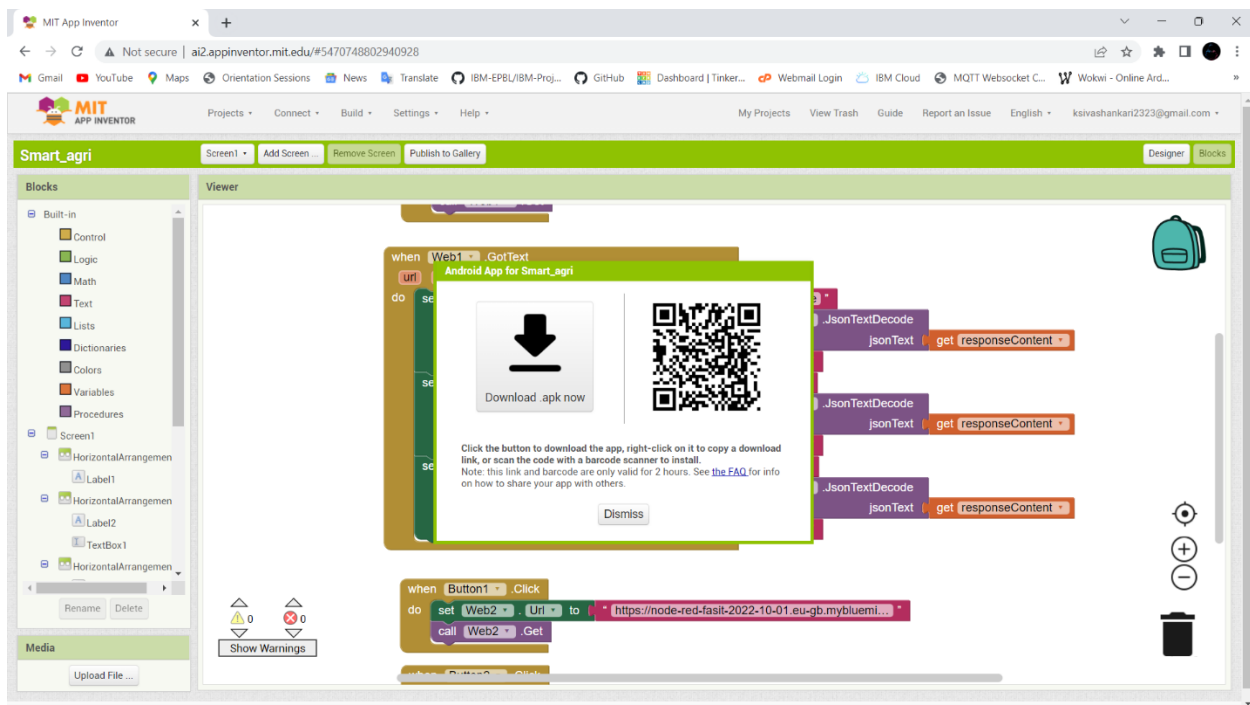 MIT App Inventor
Not secure | ai2.appinventor.mit.edu/#5470748802940928
Gmail YouTube Maps Orientation Sessions News Translate IBM-EPBL/IBM-Proj... GitHub Dashboard | Tinker... Webmail Login IBM Cloud MQTT Websocket C... Wokwi - Online Ard... »
MIT
APP INVENTOR
Projects Connect Build Settings Help My Projects View Trash Guide Report an Issue English ksivashankari2323@gmail.com
Smart_agri Screen1 Add Screen ... Remove Screen Publish to Gallery Designer Blocks
Blocks Viewer
Built-in
Control
Logic
Math
Text
Lists
Dictionaries
Colors
Variables
Procedures
Screen1
HorizontalArrangemen
Label1
HorizontalArrangemen
Label2
TextBox1
HorizontalArrangemen
Rename Delete
Media
Upload File ...
when Web1 .GotText
url
do se
.JsonTextDecode
jsonText get responseContent
se
.JsonTextDecode
jsonText get responseContent
se
.JsonTextDecode
jsonText get responseContent
Android App for Smart_agri
Download .apk now
Click the button to download the app, right-click on it to copy a download
link, or scan the code with a barcode scanner to install.
Note: this link and barcode are only valid for 2 hours. See the FAQ for info
on how to share your app with others.
Dismiss
when Button1 .Click
do set Web2 . Url to " https://node-red-fasit-2022-10-01.eu-gb.mybluemi... "
call Web2 .Get
0 0
Show Warnings